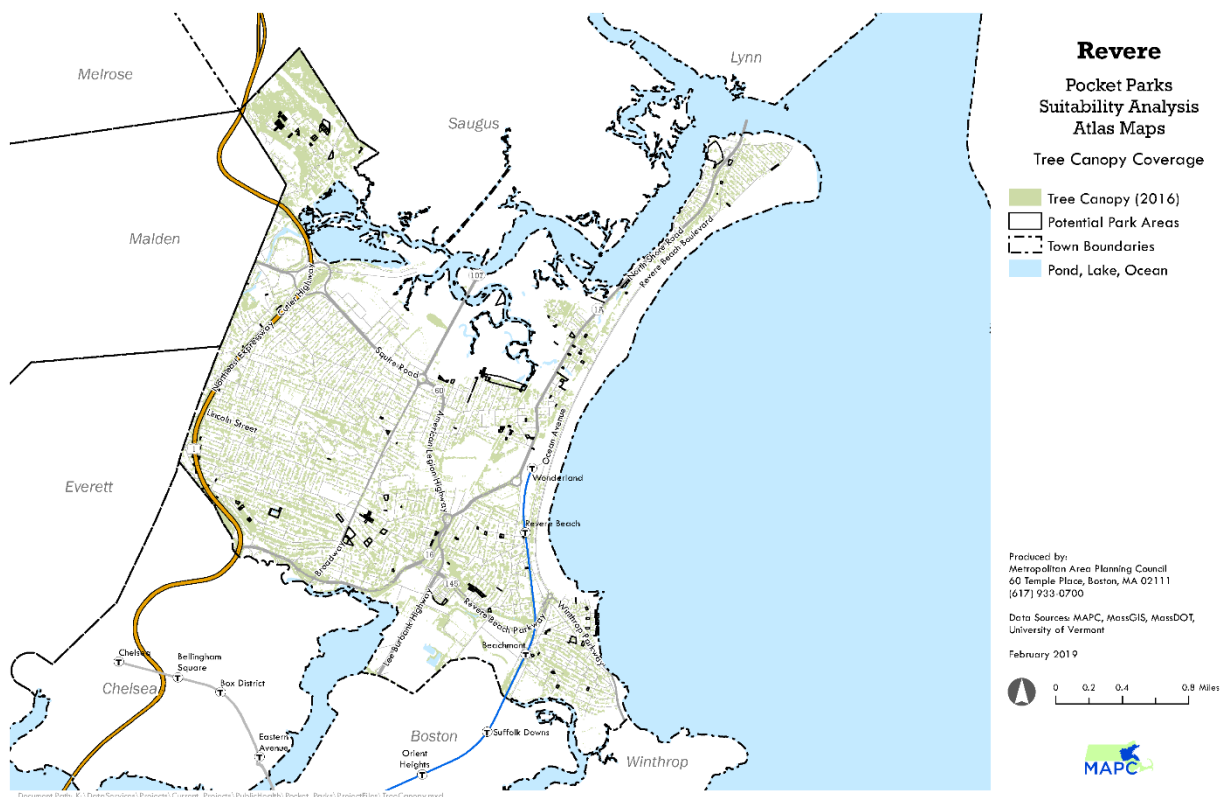 Revere
Pocket Parks
Suitability Analysis
Atlas Maps
Tree Canopy Coverage
Tree Canopy (2016)
Potential Park Areas
Town Boundaries
Pond, Lake, Ocean
Melrose
Lynn
Saugus
Malden
Everett
Chelsea
Boston
Winthrop
107
1A
60
1
16
145
Cutler Highway
Northeast Expressway
Squire Road
Lincoln Street
American Legion Highway
North Shore Road
Revere Beach Boulevard
Ocean Avenue
Broadway
Revere Beach Parkway
Lee Burbank Highway
Winthrop Parkway
T
Wonderland
T
Revere Beach
Beachmont
T
T
Suffolk Downs
Orient
Heights
T
Chelsea
T
Bellingham
Square
T
Box District
T
Eastern
Avenue
T
Produced by:
Metropolitan Area Planning Council
60 Temple Place, Boston, MA 02111
(617) 933-0700
Data Sources: MAPC, MassGIS, MassDOT,
University of Vermont
February 2019
0 0.2 0.4 0.8 Miles
MAPC